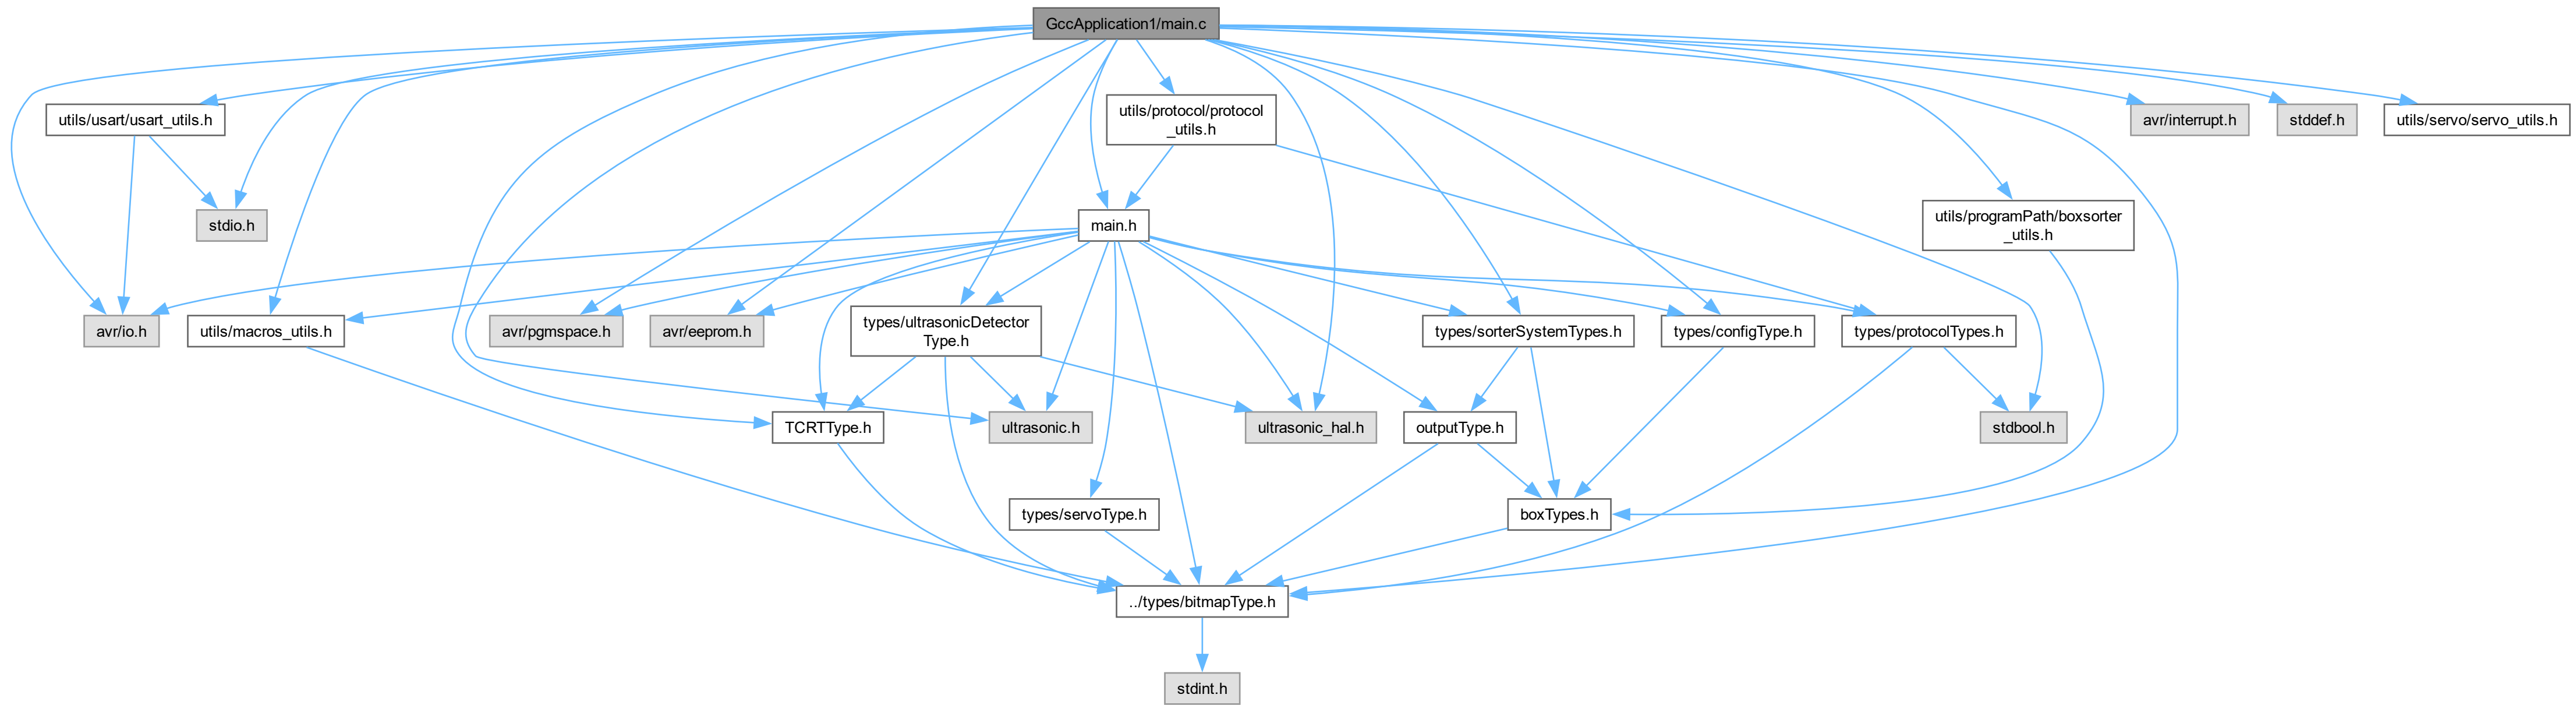 GccApplication1/main.c
utils/usart/usart_utils.h
utils/protocol/protocol
_utils.h
avr/interrupt.h
stddef.h
utils/servo/servo_utils.h
stdio.h
main.h
utils/programPath/boxsorter
_utils.h
avr/io.h
utils/macros_utils.h
avr/pgmspace.h
avr/eeprom.h
types/ultrasonicDetector
Type.h
types/sorterSystemTypes.h
types/configType.h
types/protocolTypes.h
TCRTType.h
ultrasonic.h
ultrasonic_hal.h
outputType.h
stdbool.h
types/servoType.h
boxTypes.h
../types/bitmapType.h
stdint.h